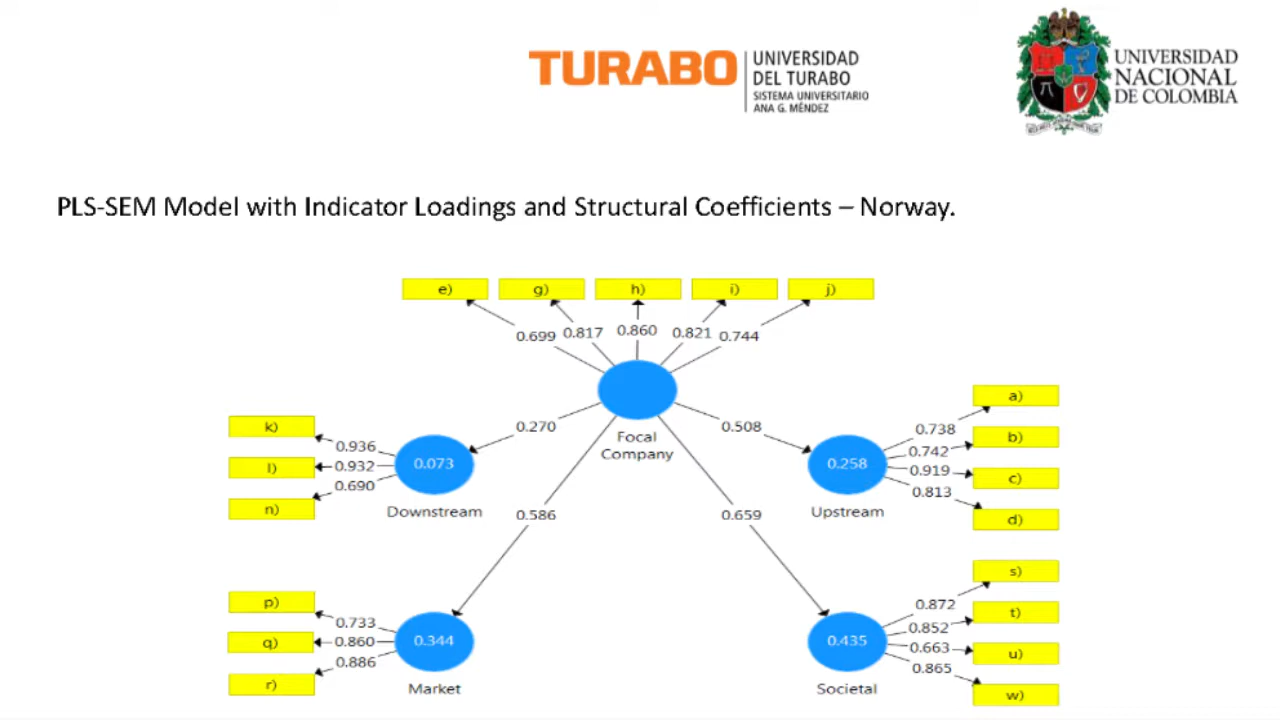 TURABO
UNIVERSIDAD
DEL TURABO
SISTEMA UNIVERSITARIO
ANA G. MÉNDEZ
UNIVERSIDAD
NACIONAL
DE COLOMBIA
PLS-SEM Model with Indicator Loadings and Structural Coefficients – Norway.
e) g) h) i) j)
0.699 0.817 0.860 0.821 0.744
Focal
Company
0.270
0.508
0.586
0.659
k)
l)
n)
0.936
0.932
0.690
0.073
Downstream
a)
b)
c)
d)
0.738
0.742
0.919
0.813
0.258
Upstream
p)
q)
r)
0.733
0.860
0.886
0.344
Market
s)
t)
u)
w)
0.872
0.852
0.663
0.865
0.435
Societal